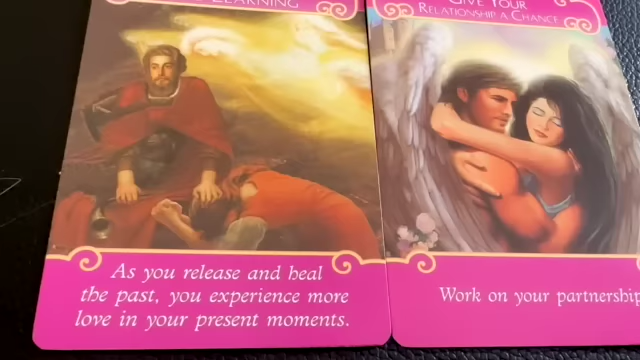 LEARNING
As you release and heal
the past, you experience more
love in your present moments.
GIVE YOUR
RELATIONSHIP A CHANCE
Work on your partnership